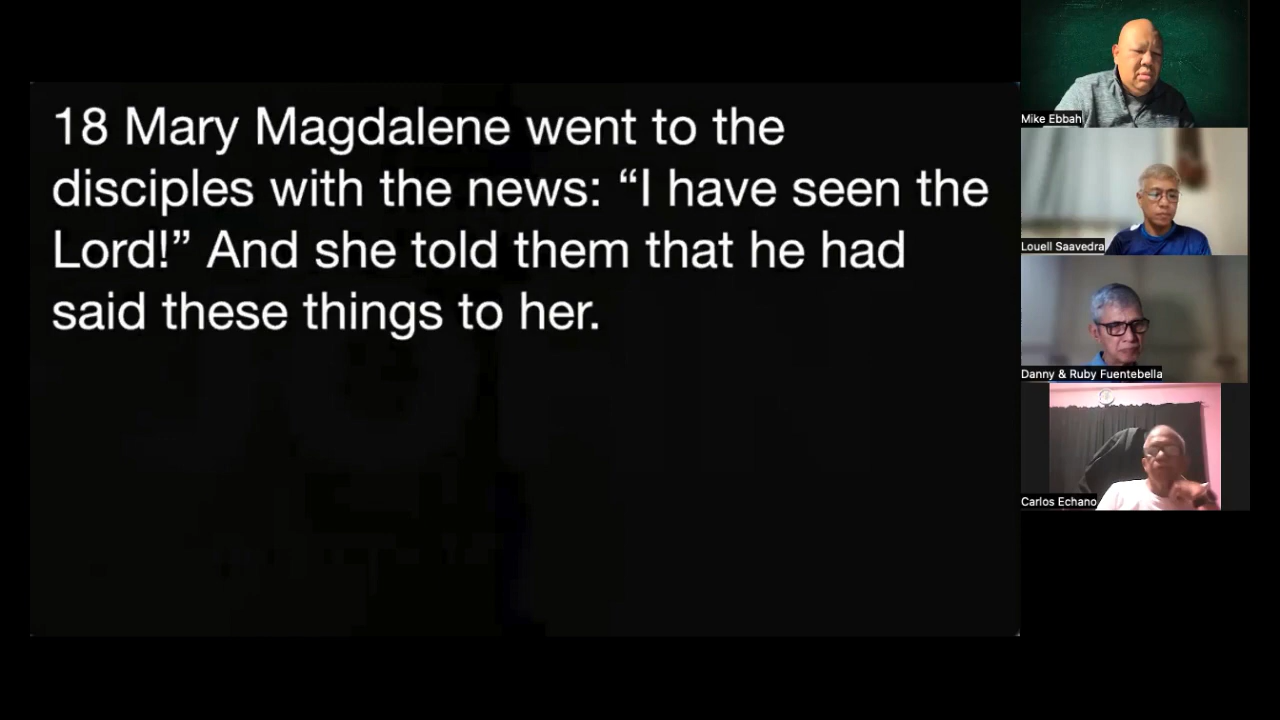 18 Mary Magdalene went to the
disciples with the news: “I have seen the
Lord!” And she told them that he had
said these things to her.
Mike Ebbah
Louell Saavedra
Danny & Ruby Fuentebella
Carlos Echano